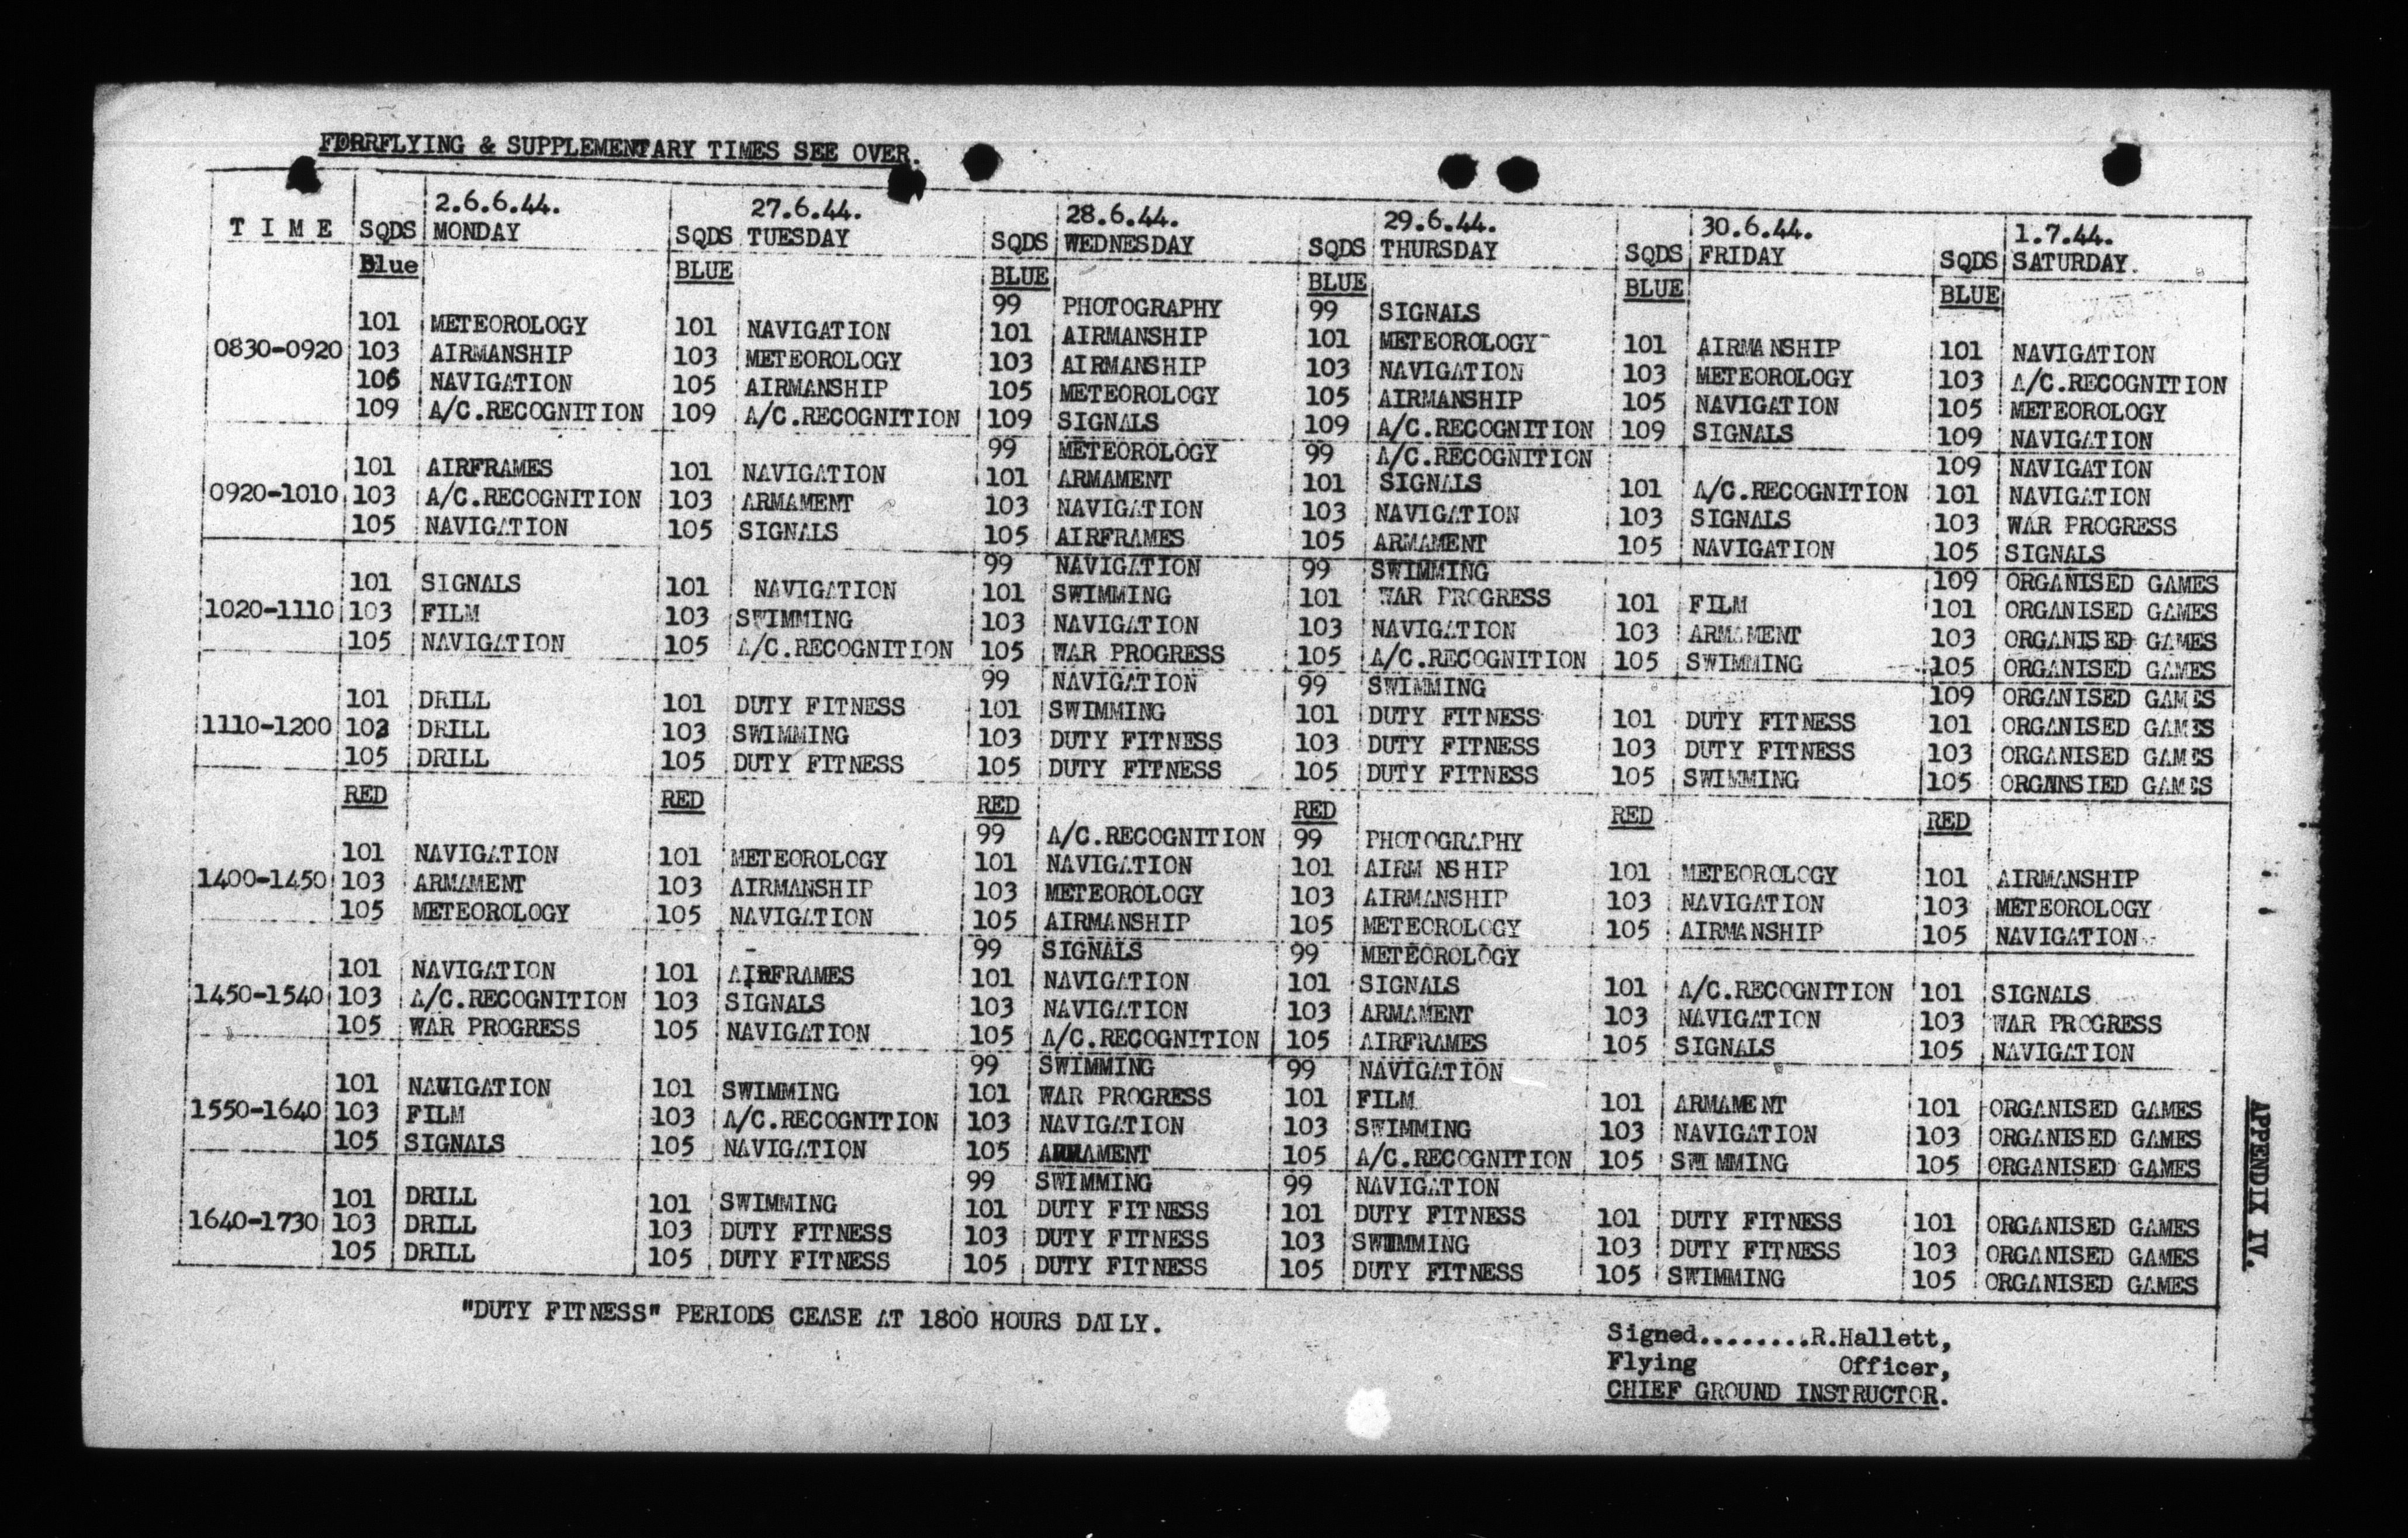 FORRFLYING & SUPPLEMENTARY TIMES SEE OVER.
2.6.6.44. 27.6.44. 28.6.44. 29.6.44. 30.6.44. 1.7.44.
T I M E SQDS MONDAY SQDS TUESDAY SQDS WEDNESDAY SQDS THURSDAY SQDS FRIDAY SQDS SATURDAY.
Blue BLUE BLUE BLUE BLUE BLUE
99 PHOTOGRAPHY 99 SIGNALS
101 METEOROLOGY 101 NAVIGATION 101 AIRMANSHIP 101 METEOROLOGY 101 AIRMANSHIP 101 NAVIGATION
0830-0920 103 AIRMANSHIP 103 METEOROLOGY 103 AIRMANSHIP 103 NAVIGATION 103 METEOROLOGY 103 A/C.RECOGNITION
105 NAVIGATION 105 AIRMANSHIP 105 METEOROLOGY 105 AIRMANSHIP 105 NAVIGATION 105 METEOROLOGY
109 A/C.RECOGNITION 109 A/C.RECOGNITION 109 SIGNALS 109 A/C.RECOGNITION 109 SIGNALS 109 NAVIGATION
99 METEOROLOGY 99 A/C.RECOGNITION 109 NAVIGATION
101 AIRFRAMES 101 NAVIGATION 101 ARMAMENT 101 SIGNALS 101 A/C.RECOGNITION 101 NAVIGATION
0920-1010 103 A/C.RECOGNITION 103 ARMAMENT 103 NAVIGATION 103 NAVIGATION 103 SIGNALS 103 WAR PROGRESS
105 NAVIGATION 105 SIGNALS 105 AIRFRAMES 105 ARMAMENT 105 NAVIGATION 105 SIGNALS
99 NAVIGATION 99 SWIMMING 109 ORGANISED GAMES
101 SIGNALS 101 NAVIGATION 101 SWIMMING 101 WAR PROGRESS 101 FILM 101 ORGANISED GAMES
1020-1110 103 FILM 103 SWIMMING 103 NAVIGATION 103 NAVIGATION 103 ARMAMENT 103 ORGANISED GAMES
105 NAVIGATION 105 A/C.RECOGNITION 105 WAR PROGRESS 105 A/C.RECOGNITION 105 SWIMMING 105 ORGANISED GAMES
99 NAVIGATION 99 SWIMMING 109 ORGANISED GAMES
101 DRILL 101 DUTY FITNESS 101 SWIMMING 101 DUTY FITNESS 101 DUTY FITNESS 101 ORGANISED GAMES
1110-1200 103 DRILL 103 SWIMMING 103 DUTY FITNESS 103 DUTY FITNESS 103 DUTY FITNESS 103 ORGANISED GAMES
105 DRILL 105 DUTY FITNESS 105 DUTY FITNESS 105 DUTY FITNESS 105 SWIMMING 105 ORGANSIED GAMES
RED RED RED RED RED RED
99 A/C.RECOGNITION 99 PHOTOGRAPHY
101 NAVIGATION 101 METEOROLOGY 101 NAVIGATION 101 AIRM NSHIP 101 METEOROLOGY 101 AIRMANSHIP
1400-1450 103 ARMAMENT 103 AIRMANSHIP 103 METEOROLOGY 103 AIRMANSHIP 103 NAVIGATION 103 METEOROLOGY
105 METEOROLOGY 105 NAVIGATION 105 AIRMANSHIP 105 METEOROLOGY 105 AIRMANSHIP 105 NAVIGATION
99 SIGNALS 99 METEOROLOGY
101 NAVIGATION 101 AIRFRAMES 101 NAVIGATION 101 SIGNALS 101 A/C.RECOGNITION 101 SIGNALS
1450-1540 103 A/C.RECOGNITION 103 SIGNALS 103 NAVIGATION 103 ARMAMENT 103 NAVIGATION 103 WAR PROGRESS
105 WAR PROGRESS 105 NAVIGATION 105 A/C.RECOGNITION 105 AIRFRAMES 105 SIGNALS 105 NAVIGATION
99 SWIMMING 99 NAVIGATION
101 NAVIGATION 101 SWIMMING 101 WAR PROGRESS 101 FILM 101 ARMAMENT 101 ORGANISED GAMES
1550-1640 103 FILM 103 A/C.RECOGNITION 103 NAVIGATION 103 SWIMMING 103 NAVIGATION 103 ORGANISED GAMES
105 SIGNALS 105 NAVIGATION 105 ARMAMENT 105 A/C.RECOGNITION 105 SWIMMING 105 ORGANISED GAMES
99 SWIMMING 99 NAVIGATION
101 DRILL 101 SWIMMING 101 DUTY FITNESS 101 DUTY FITNESS 101 DUTY FITNESS 101 ORGANISED GAMES
1640-1730 103 DRILL 103 DUTY FITNESS 103 DUTY FITNESS 103 SWIMMING 103 DUTY FITNESS 103 ORGANISED GAMES
105 DRILL 105 DUTY FITNESS 105 DUTY FITNESS 105 DUTY FITNESS 105 SWIMMING 105 ORGANISED GAMES
"DUTY FITNESS" PERIODS CEASE AT 1800 HOURS DAILY.
Signed........R.Hallett,
Flying Officer,
CHIEF GROUND INSTRUCTOR.
APPENDIX IV.